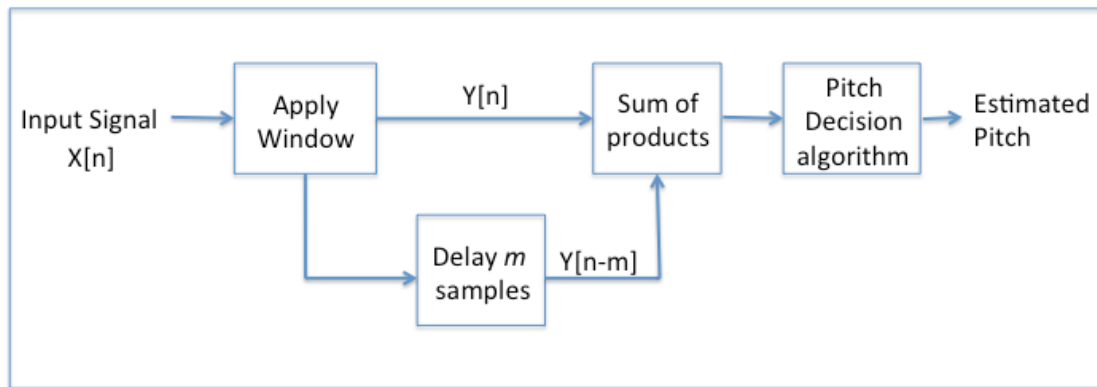 Input Signal
X[n]
Apply
Window
Y[n]
Delay m
samples
Y[n-m]
Sum of
products
Pitch
Decision
algorithm
Estimated
Pitch